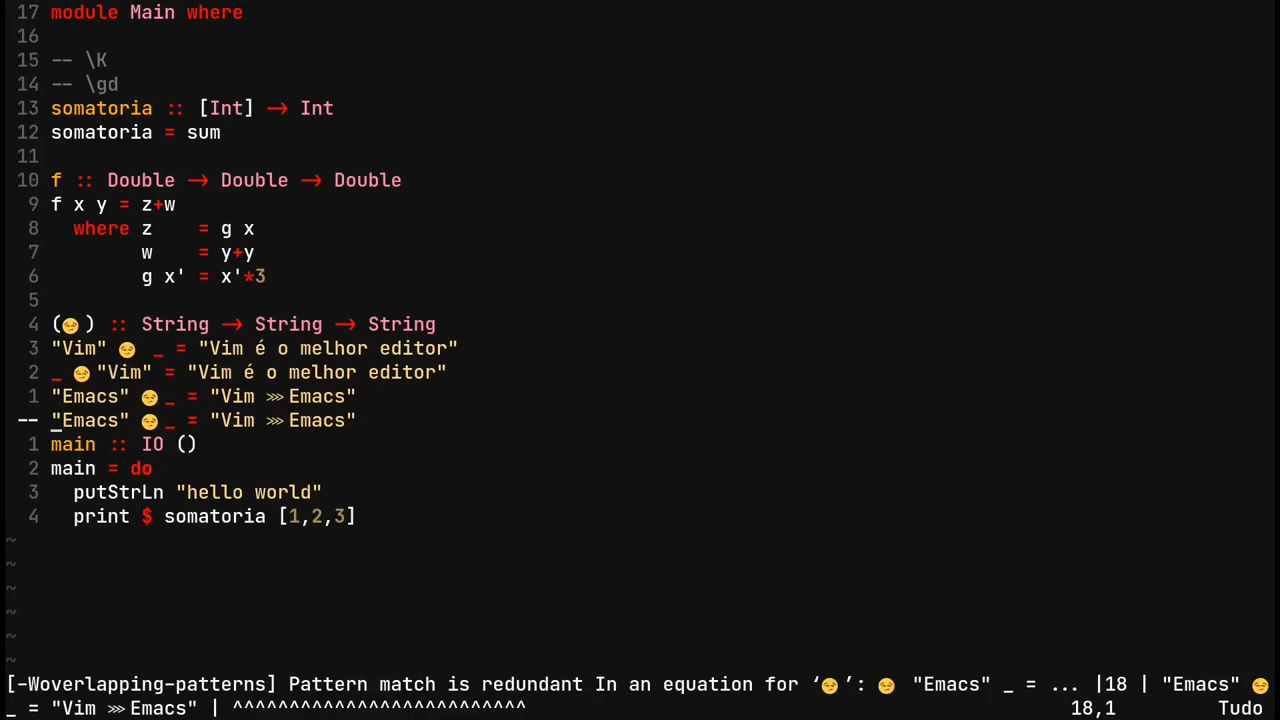 17 module Main where
16
15 -- \K
14 -- \gd
13 somatoria :: [Int] → Int
12 somatoria = sum
11
10 f :: Double → Double → Double
9 f x y = z+w
8 where z = g x
7 w = y+y
6 g x' = x'*3
5
4 (😏) :: String → String → String
3 "Vim" 😏 _ = "Vim é o melhor editor"
2 _ 😏 "Vim" = "Vim é o melhor editor"
1 "Emacs" 😏 _ = "Vim ⋙ Emacs"
-- "Emacs" 😏 _ = "Vim ⋙ Emacs"
1 main :: IO ()
2 main = do
3 putStrLn "hello world"
4 print $ somatoria [1,2,3]
~
~
~
~
~
~
[-Woverlapping-patterns] Pattern match is redundant In an equation for ‘😏’: 😏 "Emacs" _ = ... |18 | "Emacs" 😏
_ = "Vim ⋙ Emacs" | ^^^^^^^^^^^^^^^^^^^^^^^^^^ 18,1 Tudo